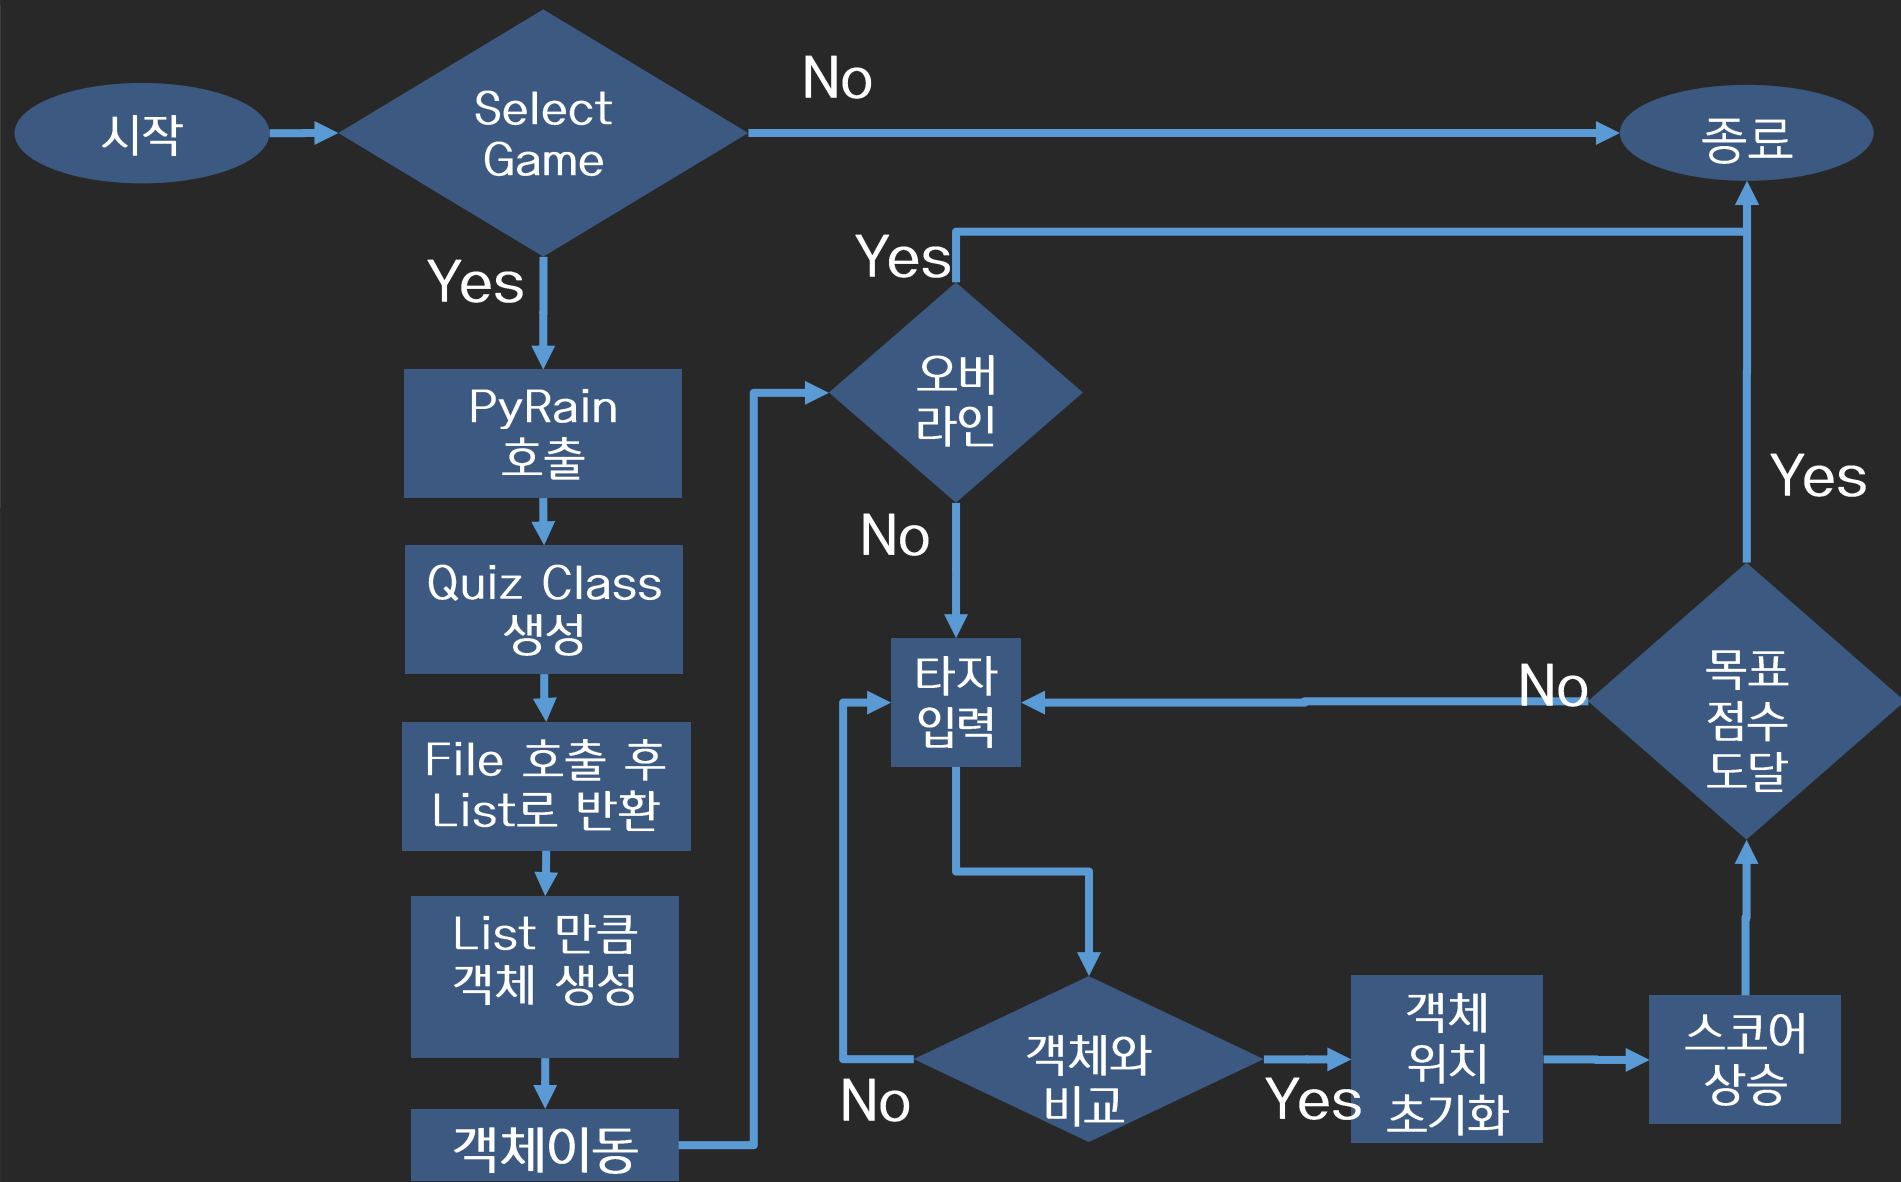 시작
Select
Game
No
종료
Yes
PyRain
호출
Quiz Class
생성
File 호출 후
List로 반환
List 만큼
객체 생성
객체이동
Yes
오버
라인
No
타자
입력
객체와
비교
No
Yes
객체
위치
초기화
스코어
상승
목표
점수
도달
No
Yes